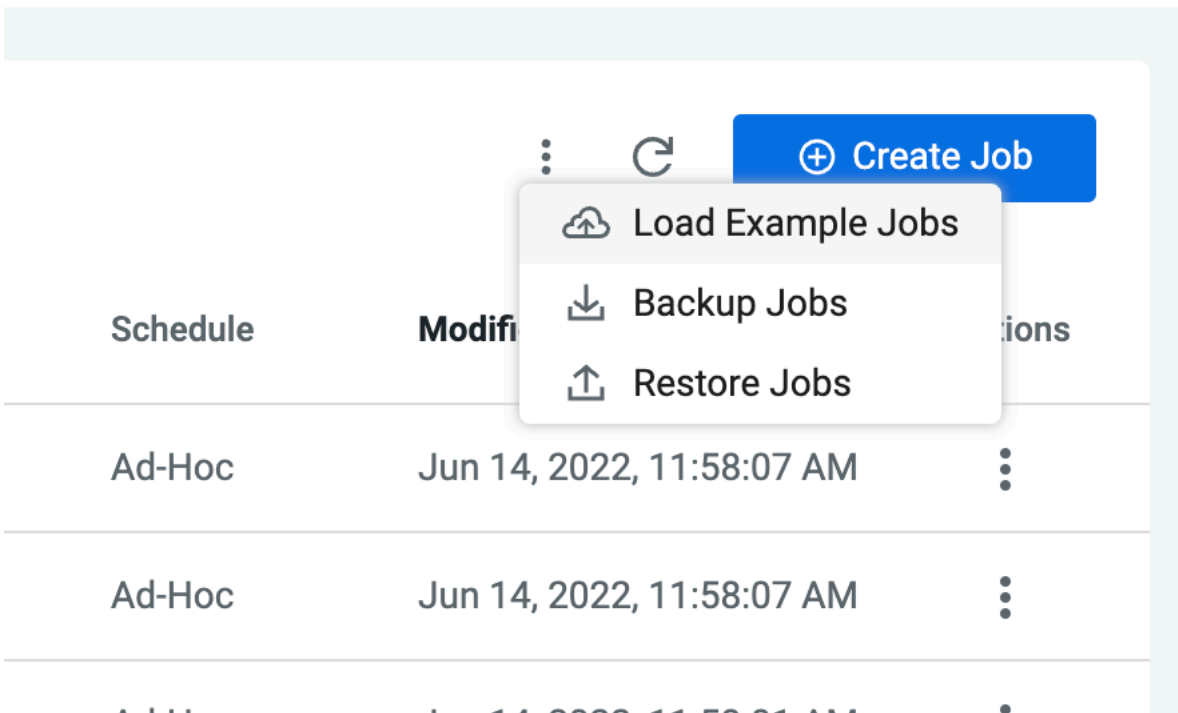 Create Job
Load Example Jobs
Backup Jobs
Restore Jobs
Schedule
Ad-Hoc Jun 14, 2022, 11:58:07 AM
Ad-Hoc Jun 14, 2022, 11:58:07 AM